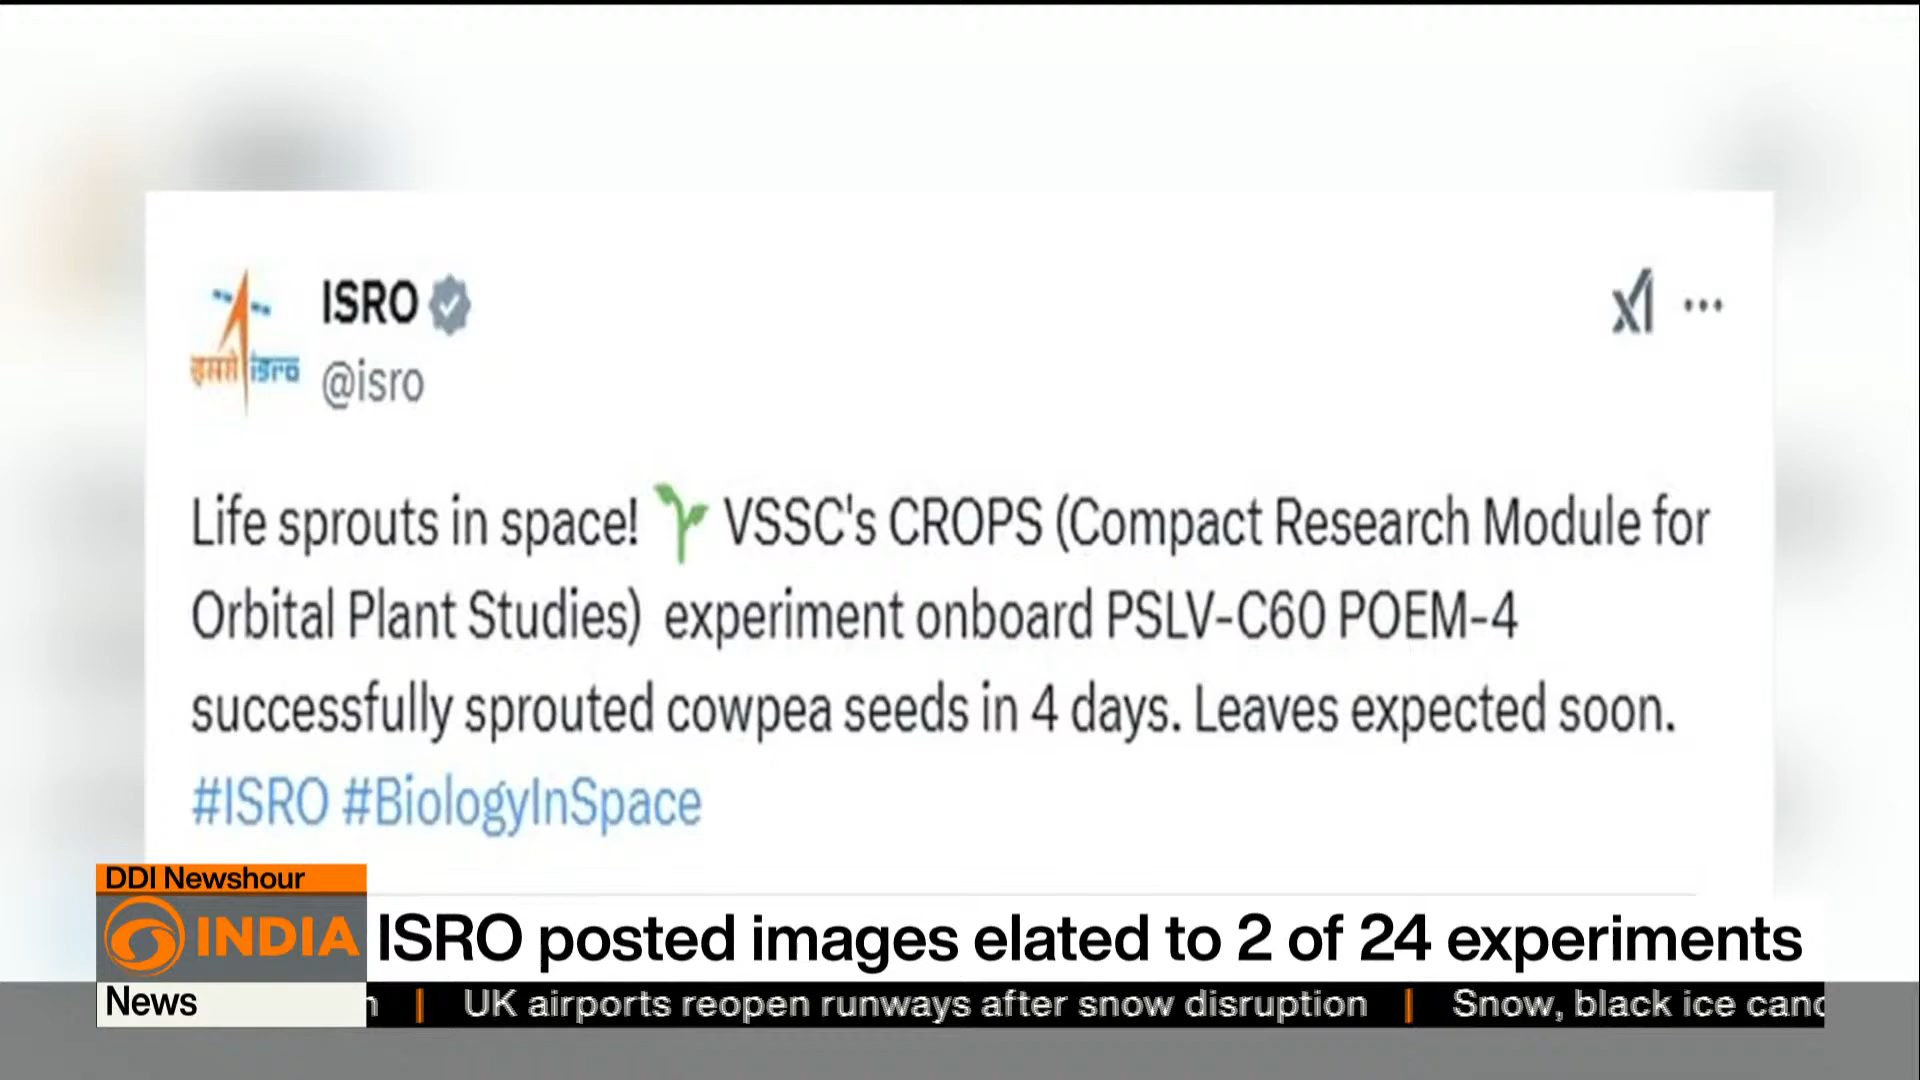 ISRO
@isro
इसरो isro
Life sprouts in space! 🌱 VSSC's CROPS (Compact Research Module for
Orbital Plant Studies) experiment onboard PSLV-C60 POEM-4
successfully sprouted cowpea seeds in 4 days. Leaves expected soon.
#ISRO #BiologyInSpace
DDI Newshour
INDIA
ISRO posted images elated to 2 of 24 experiments
News
UK airports reopen runways after snow disruption | Snow, black ice